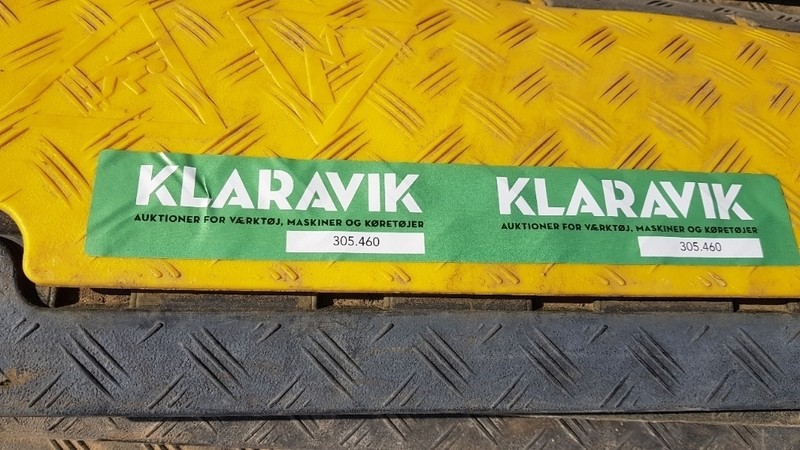 KLARAVIK
AUKTIONER FOR VÆRKTØJ, MASKINER OG KØRETØJER
305.460
KLARAVIK
AUKTIONER FOR VÆRKTØJ, MASKINER OG KØRETØJER
305.460